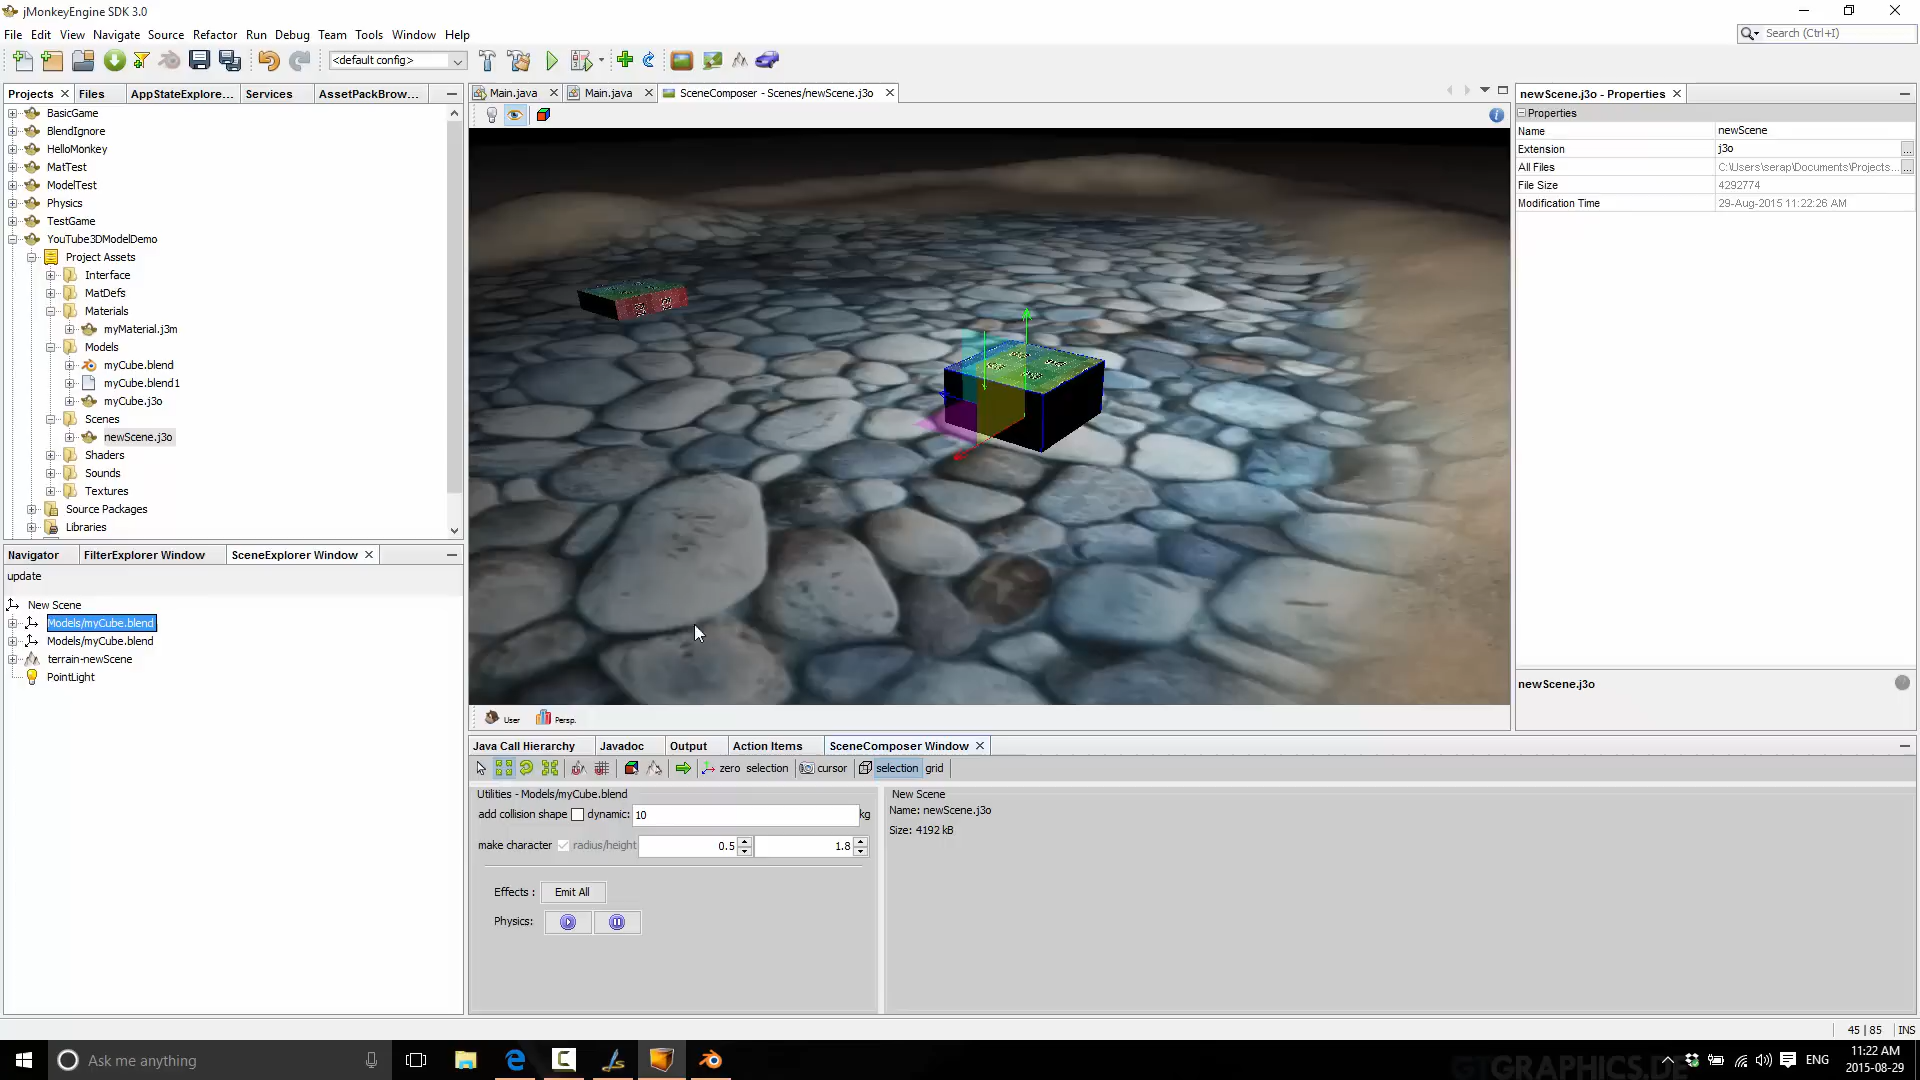 jMonkeyEngine SDK 3.0
File Edit View Navigate Source Refactor Run Debug Team Tools Window Help
Search (Ctrl+I)
<default config>
Projects Files AppStateExplore... Services AssetPackBrow...
BasicGame
BlendIgnore
HelloMonkey
MatTest
ModelTest
Physics
TestGame
YouTube3DModelDemo
Project Assets
Interface
MatDefs
Materials
myMaterial.j3m
Models
myCube.blend
myCube.blend1
myCube.j3o
Scenes
newScene.j3o
Shaders
Sounds
Textures
Source Packages
Libraries
Navigator FilterExplorer Window SceneExplorer Window
update
New Scene
Models/myCube.blend
Models/myCube.blend
terrain-newScene
PointLight
Main.java Main.java SceneComposer - Scenes/newScene.j3o
User Persp.
Java Call Hierarchy Javadoc Output Action Items SceneComposer Window
zero selection cursor selection grid
Utilities - Models/myCube.blend
add collision shape dynamic: 10 kg
make character radius/height 0.5 1.8
Effects : Emit All
Physics:
New Scene
Name: newScene.j3o
Size: 4192 kB
newScene.j3o - Properties
Properties
Name newScene
Extension j3o ...
All Files C:\Users\serap\Documents\Projects... ...
File Size 4292774
Modification Time 29-Aug-2015 11:22:26 AM
newScene.j3o
45 | 85 INS
Ask me anything
ENG
11:22 AM
2015-08-29
GTGRAPHICS.DE